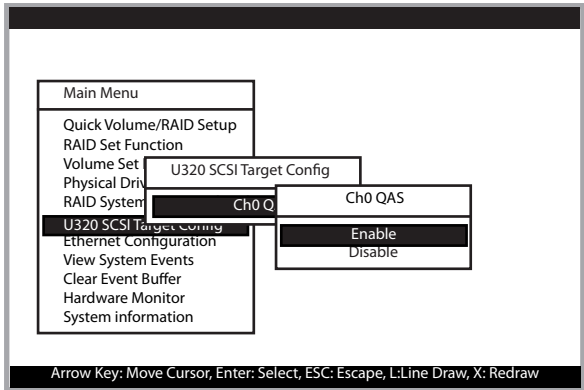 Main Menu
Quick Volume/RAID Setup
RAID Set Function
Volume Set
Physical Driv
RAID System
U320 SCSI Target Config
Ethernet Configuration
View System Events
Clear Event Buffer
Hardware Monitor
System information
U320 SCSI Target Config
Ch0 Q
Ch0 QAS
Enable
Disable
Arrow Key: Move Cursor, Enter: Select, ESC: Escape, L:Line Draw, X: Redraw